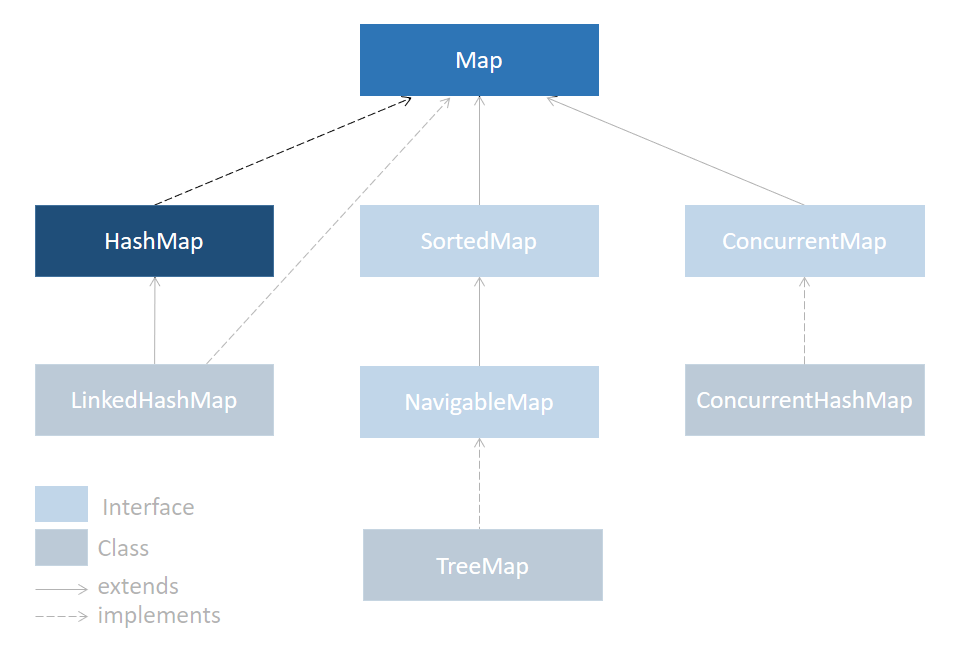 Map
HashMap
SortedMap
ConcurrentMap
LinkedHashMap
NavigableMap
ConcurrentHashMap
Interface
Class
TreeMap
extends
implements